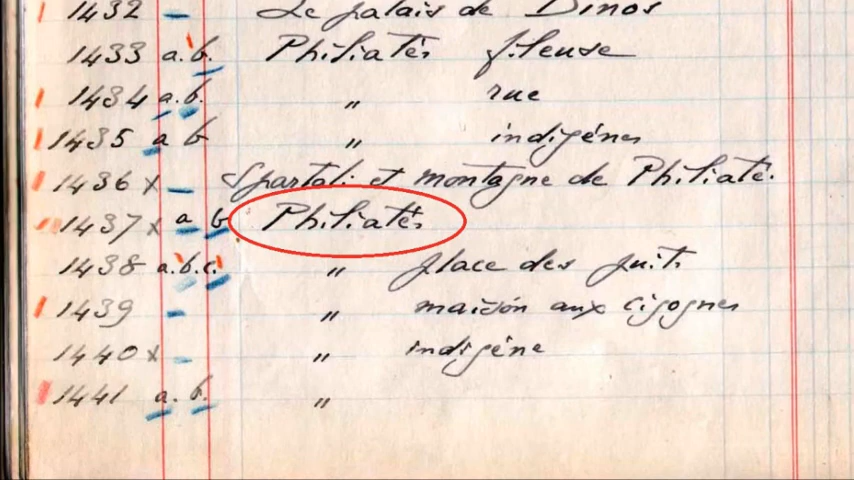 1432 Le palais de Dinos
1433 a.b. Philiatès fileuse
1434 a.b. " rue
1435 a b " indigènes
1436 x Spartali et montagne de Philiatè.
1437 x a b Philiatès
1438 a.b.c. " place des puits
1439 " maison aux cigognes
1440 x " indigène
1441 a.b. "